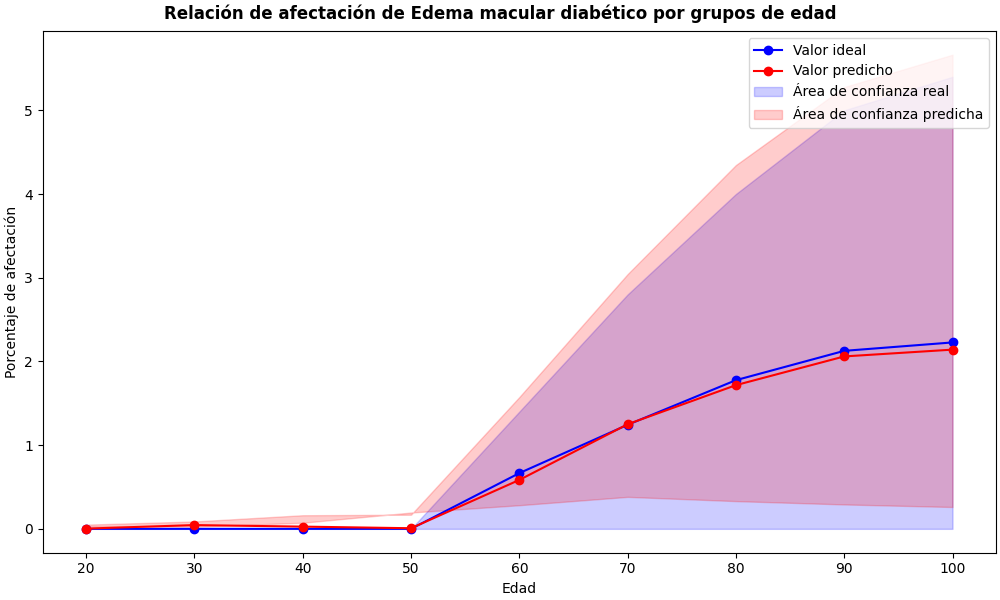 Relación de afectación de Edema macular diabético por grupos de edad
Valor ideal
Valor predicho
Área de confianza real
Área de confianza predicha
Porcentaje de afectación
5
4
3
2
1
0
20 30 40 50 60 70 80 90 100
Edad